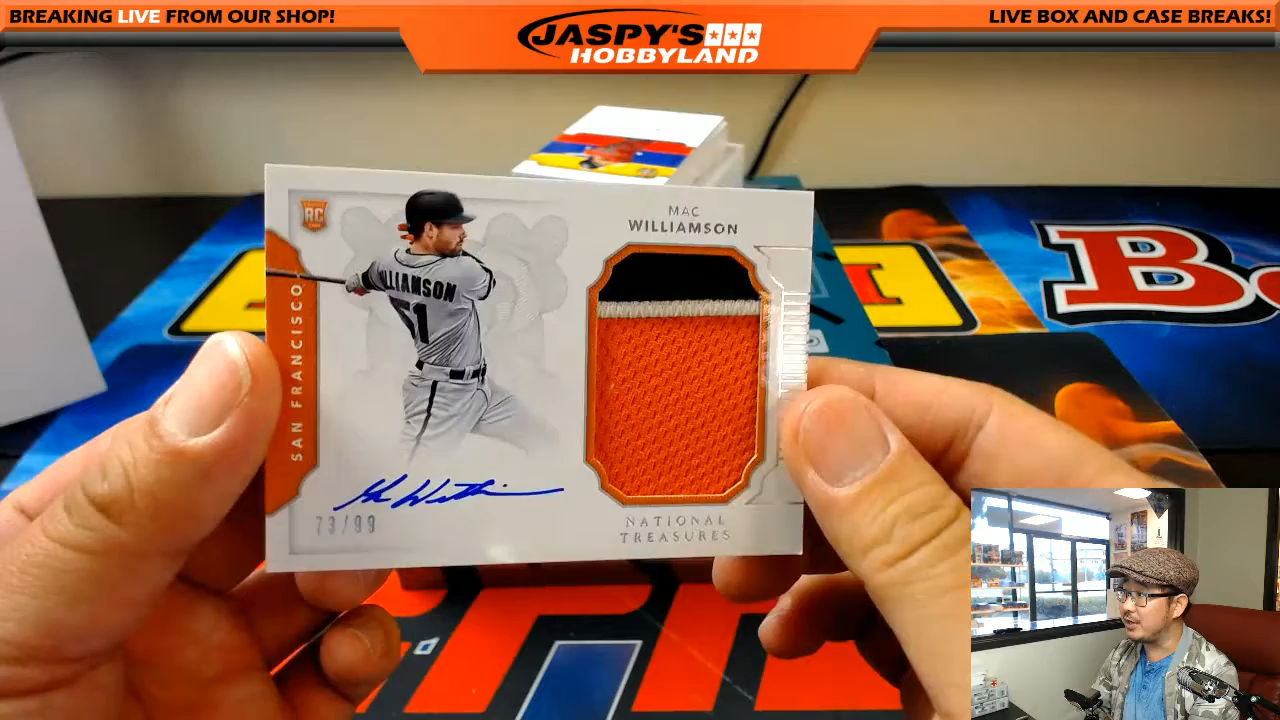 BREAKING LIVE FROM OUR SHOP!
JASPY'S
HOBBYLAND
LIVE BOX AND CASE BREAKS!
RC
MAC
WILLIAMSON
WILLIAMSON
51
SAN FRANCISCO
73/99
NATIONAL
TREASURES
B.